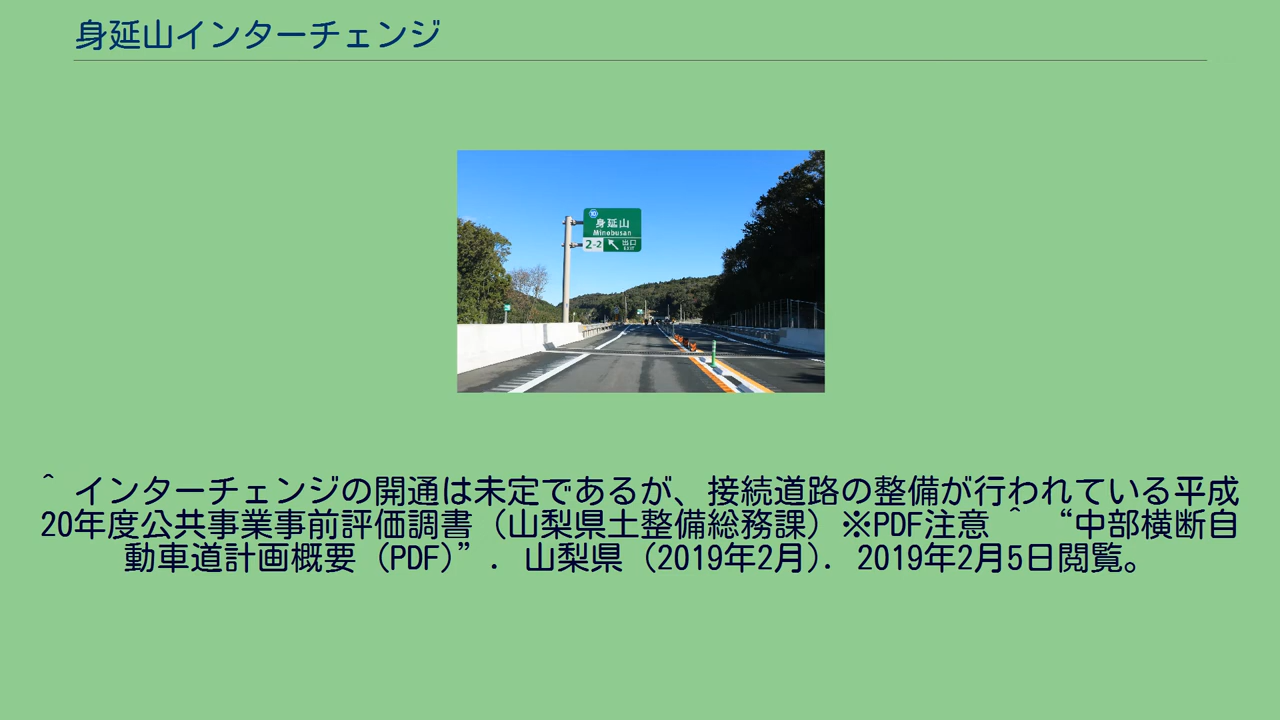 身延山インターチェンジ
10
身延山
Minobusan
2-2 出口
EXIT
^ インターチェンジの開通は未定であるが、接続道路の整備が行われている平成
20年度公共事業事前評価調書（山梨県土整備総務課）※PDF注意 ^ “中部横断自
動車道計画概要（PDF）”. 山梨県（2019年2月）. 2019年2月5日閲覧。